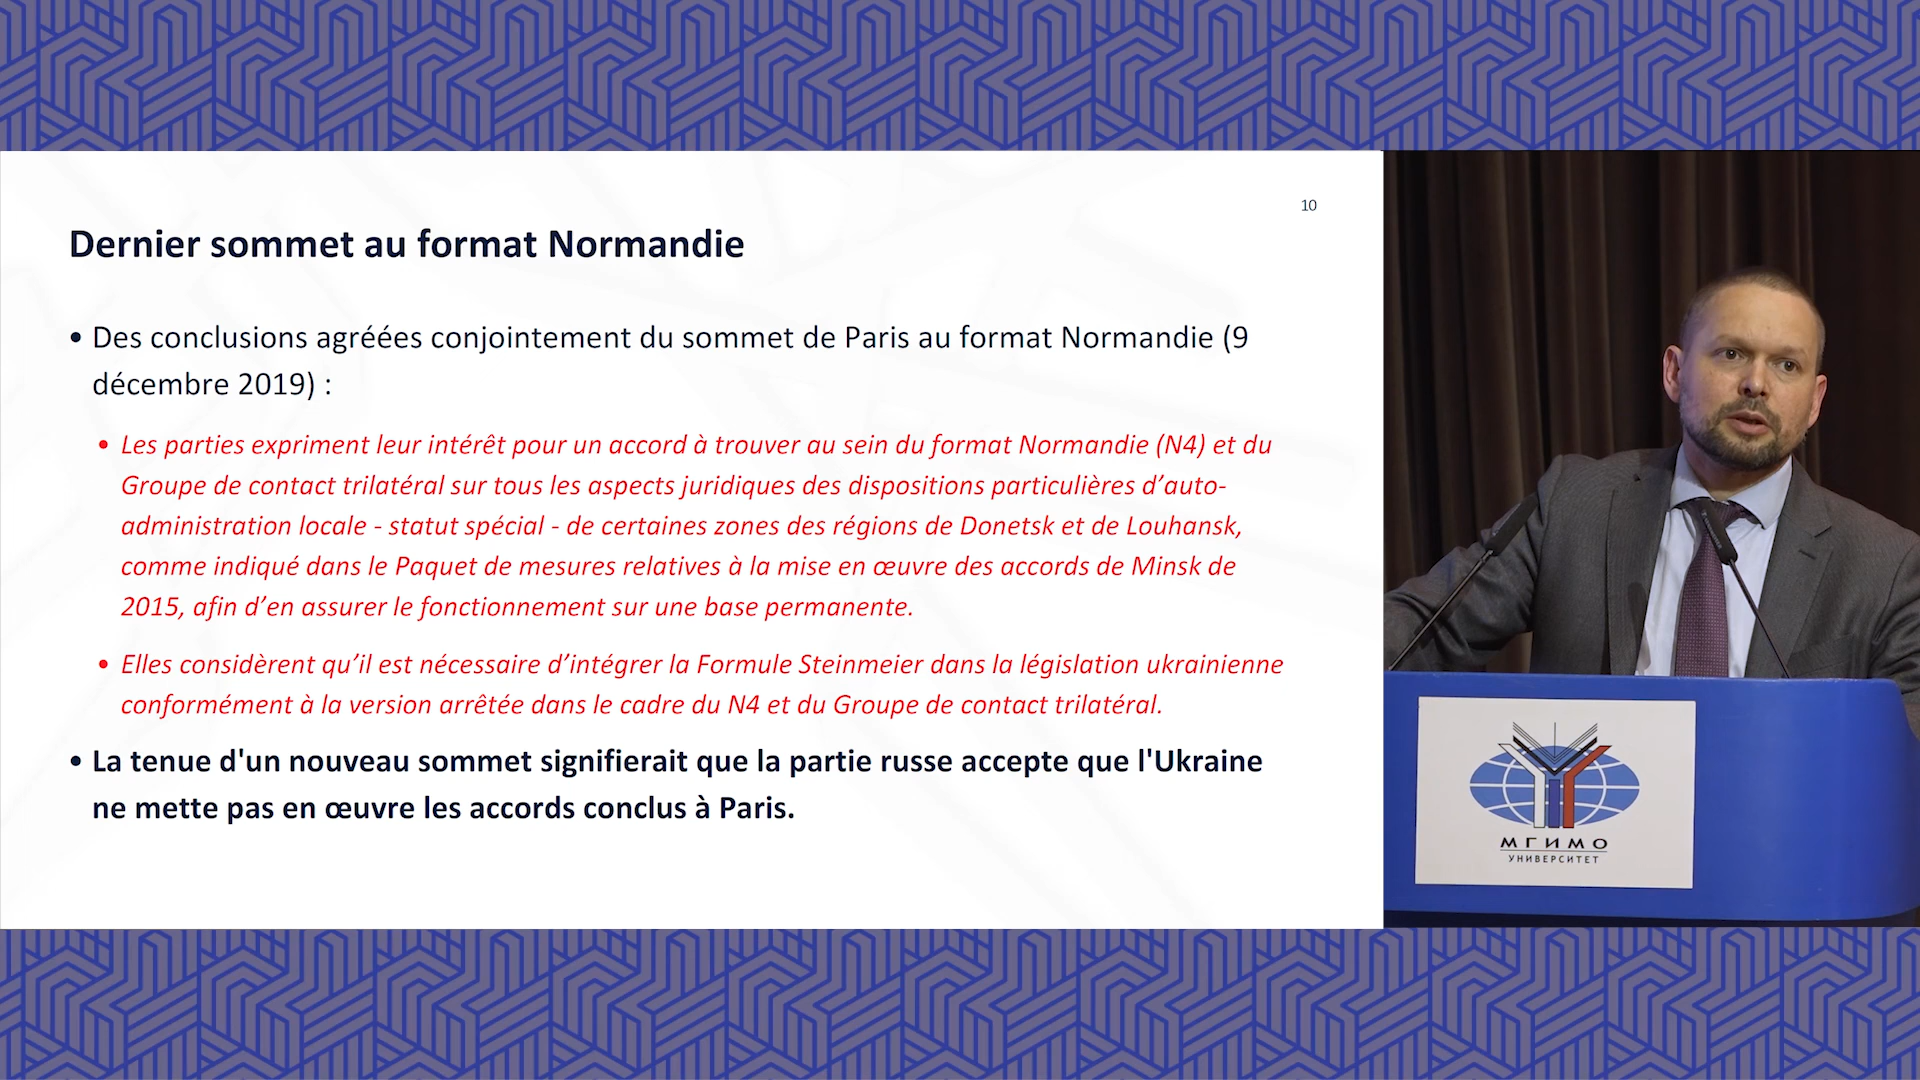 10
Dernier sommet au format Normandie
• Des conclusions agréées conjointement du sommet de Paris au format Normandie (9
décembre 2019) :
• Les parties expriment leur intérêt pour un accord à trouver au sein du format Normandie (N4) et du
Groupe de contact trilatéral sur tous les aspects juridiques des dispositions particulières d’auto-
administration locale - statut spécial - de certaines zones des régions de Donetsk et de Louhansk,
comme indiqué dans le Paquet de mesures relatives à la mise en œuvre des accords de Minsk de
2015, afin d’en assurer le fonctionnement sur une base permanente.
• Elles considèrent qu’il est nécessaire d’intégrer la Formule Steinmeier dans la législation ukrainienne
conformément à la version arrêtée dans le cadre du N4 et du Groupe de contact trilatéral.
• La tenue d'un nouveau sommet signifierait que la partie russe accepte que l'Ukraine
ne mette pas en œuvre les accords conclus à Paris.
МГИМО
УНИВЕРСИТЕТ